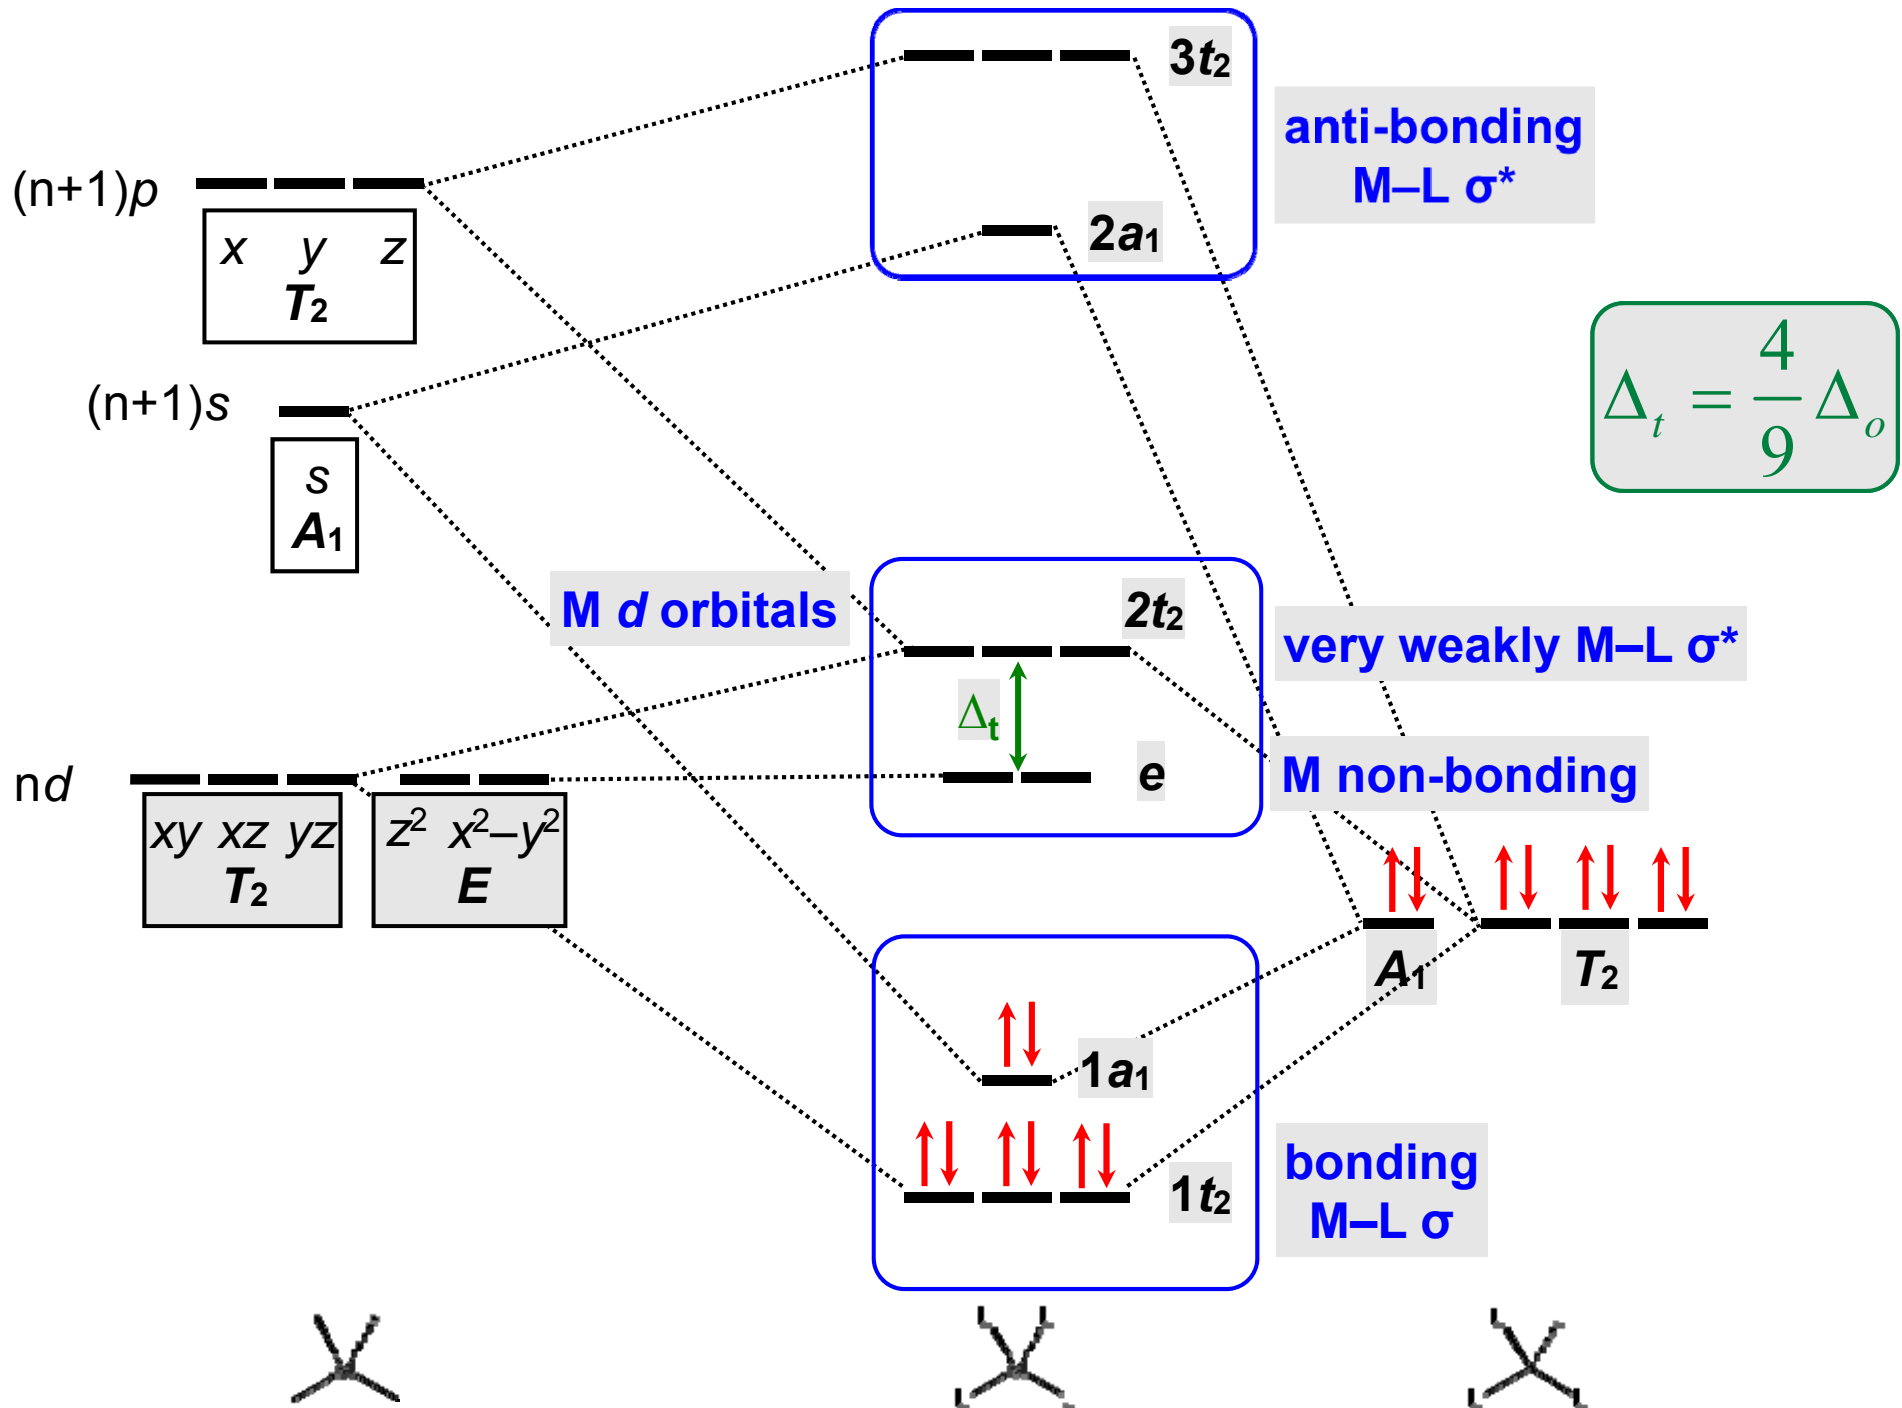 3t₂
anti-bonding
M–L σ*
(n+1)p
x y z
T₂
2a₁
Δt = 4/9 Δo
(n+1)s
s
A₁
M d orbitals
2t₂
very weakly M–L σ*
Δt
M non-bonding
nd
e
xy xz yz
T₂
z² x²–y²
E
A₁
T₂
1a₁
bonding
M–L σ
1t₂